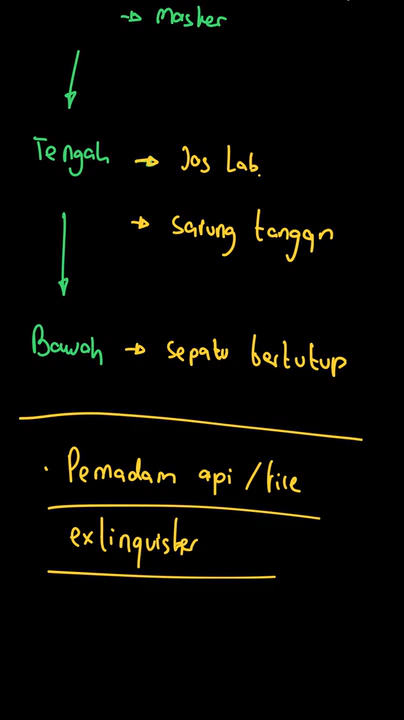 → Masker
Tengah → Jas Lab.
→ sarung tangan
Bawah → sepatu bertutup
· Pemadam api / fire
extinguisher